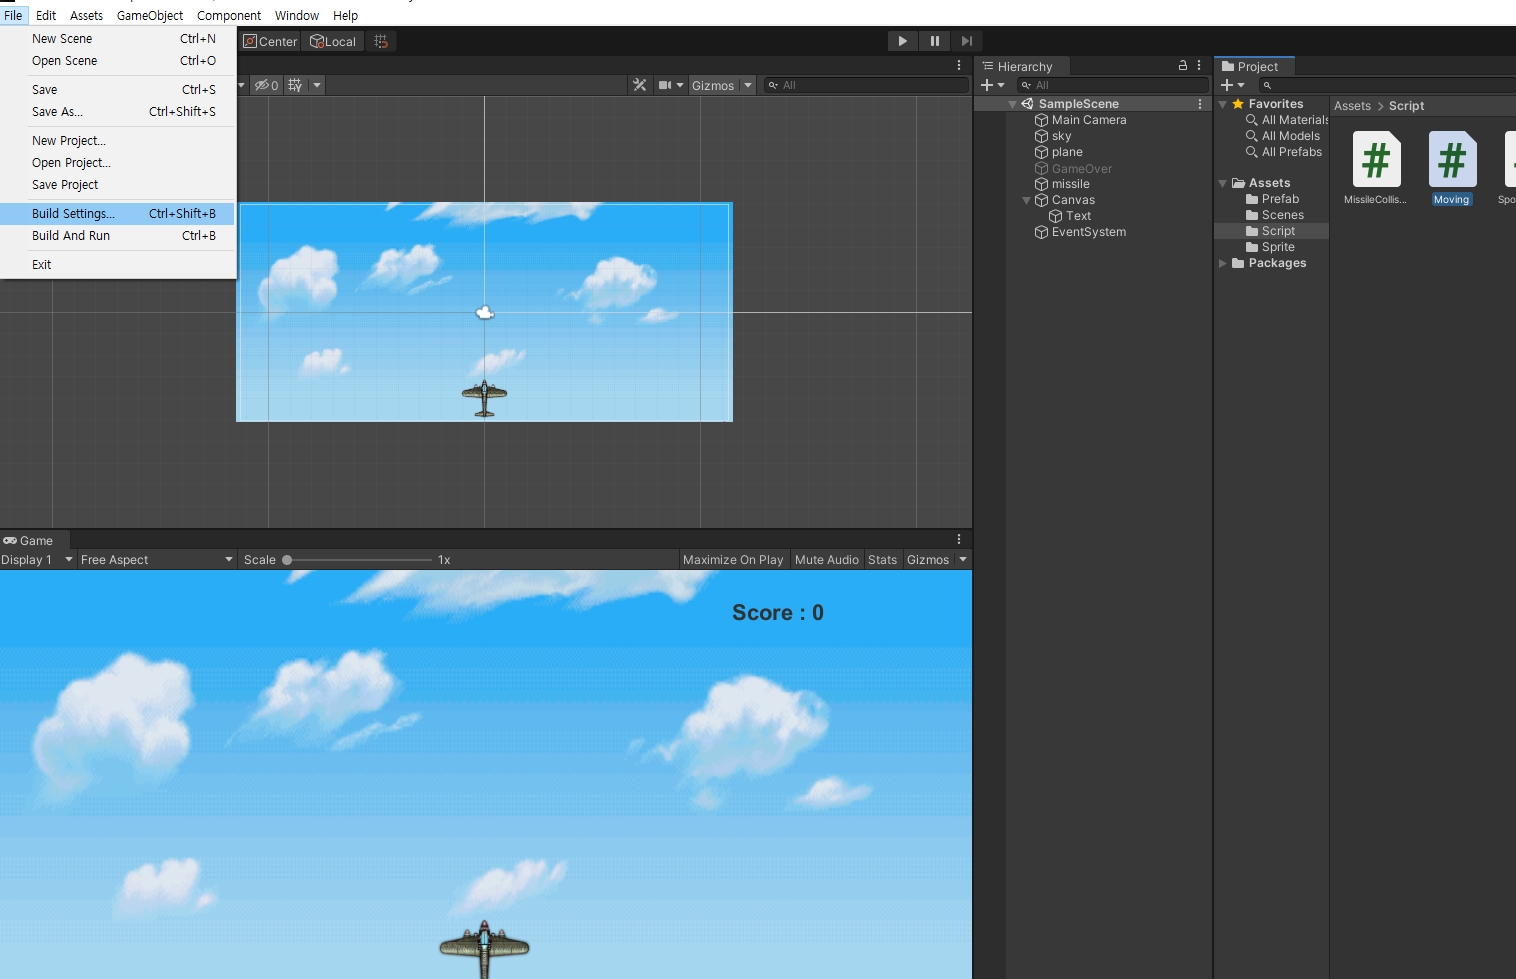 File Edit Assets GameObject Component Window Help
New Scene Ctrl+N
Open Scene Ctrl+O
Save Ctrl+S
Save As... Ctrl+Shift+S
New Project...
Open Project...
Save Project
Build Settings... Ctrl+Shift+B
Build And Run Ctrl+B
Exit
Center Local
0 Gizmos All
Hierarchy
All
SampleScene
Main Camera
sky
plane
GameOver
missile
Canvas
Text
EventSystem
Project
Favorites
All Materials
All Models
All Prefabs
Assets
Prefab
Scenes
Script
Sprite
Packages
Assets > Script
# #
MissileCollis... Moving Spo
Game
Display 1 Free Aspect Scale 1x Maximize On Play Mute Audio Stats Gizmos
Score : 0